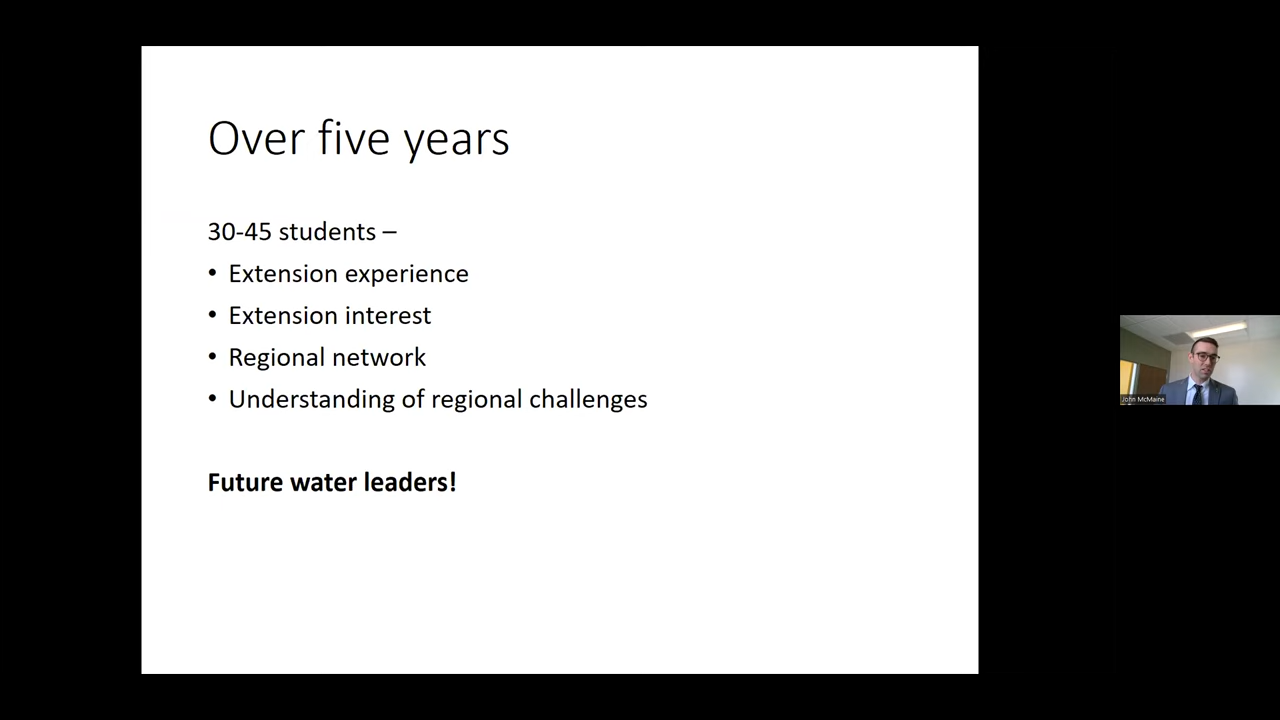 Over five years
30-45 students –
• Extension experience
• Extension interest
• Regional network
• Understanding of regional challenges
Future water leaders!
John McMaine